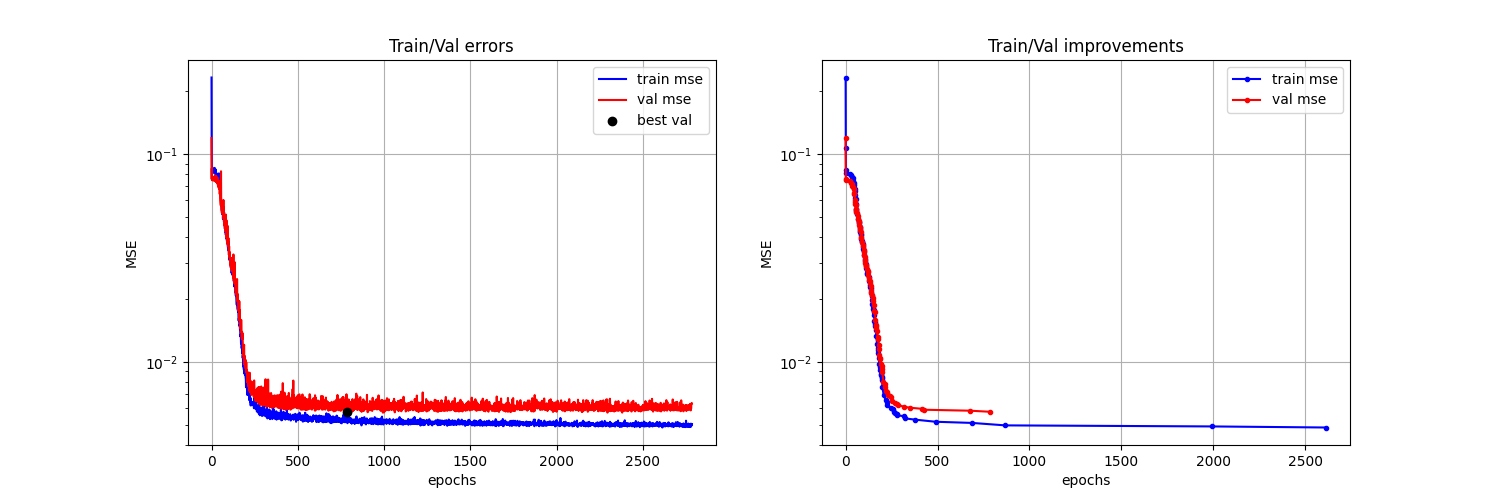 Train/Val errors
train mse
val mse
best val
10⁻¹
10⁻²
MSE
0
500
1000
1500
2000
2500
epochs
Train/Val improvements
train mse
val mse
10⁻¹
10⁻²
MSE
0
500
1000
1500
2000
2500
epochs